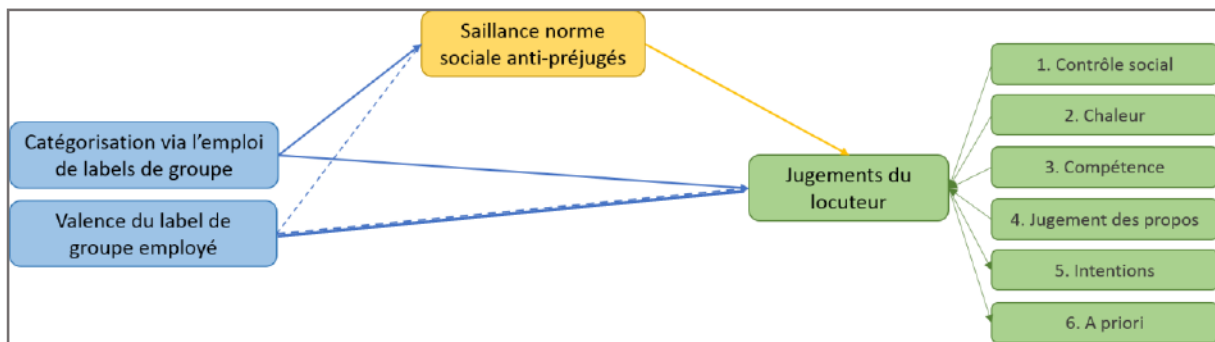 Saillance norme
sociale anti-préjugés
Catégorisation via l'emploi
de labels de groupe
Valence du label de
groupe employé
Jugements du
locuteur
1. Contrôle social
2. Chaleur
3. Compétence
4. Jugement des propos
5. Intentions
6. A priori